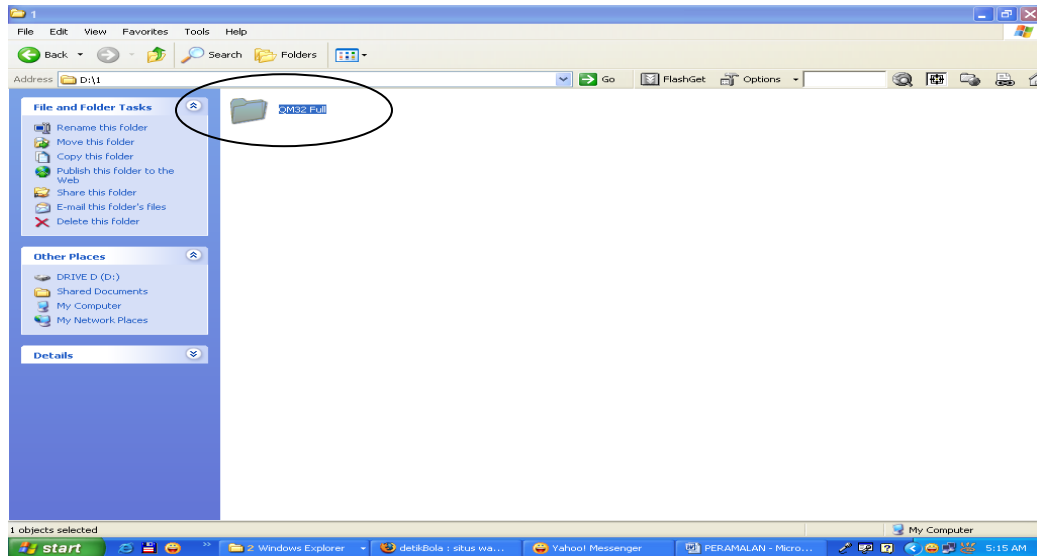 1
File Edit View Favorites Tools Help
Back Search Folders
Address D:\1 Go FlashGet Options
File and Folder Tasks
Rename this folder
Move this folder
Copy this folder
Publish this folder to the
Web
Share this folder
E-mail this folder's files
Delete this folder
Other Places
DRIVE D (D:)
Shared Documents
My Computer
My Network Places
Details
QM32 Full
1 objects selected My Computer
start 2 Windows Explorer detikBola : situs wa... Yahoo! Messenger PERAMALAN - Micro... 5:15 AM